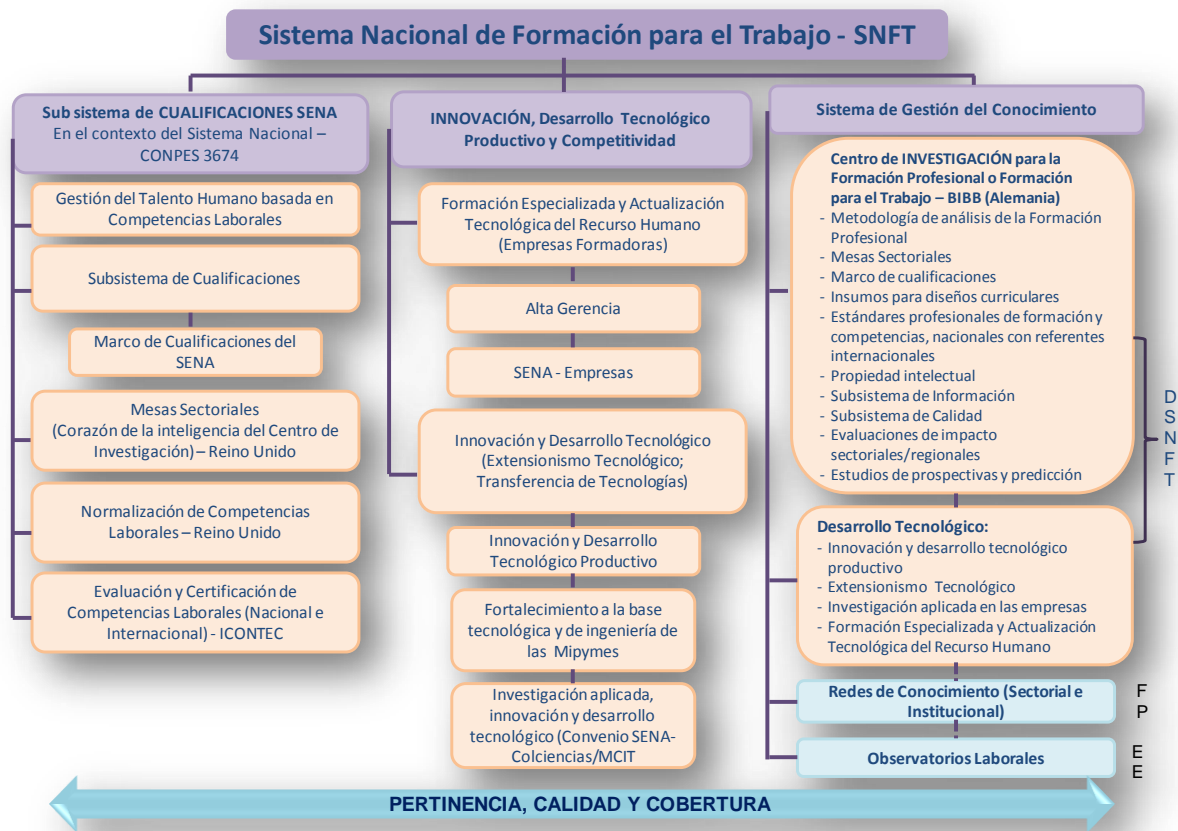 Sistema Nacional de Formación para el Trabajo - SNFT
Sub sistema de CUALIFICACIONES SENA
En el contexto del Sistema Nacional –
CONPES 3674
Gestión del Talento Humano basada en
Competencias Laborales
Subsistema de Cualificaciones
Marco de Cualificaciones del
SENA
Mesas Sectoriales
(Corazón de la inteligencia del Centro de
Investigación) – Reino Unido
Normalización de Competencias
Laborales – Reino Unido
Evaluación y Certificación de
Competencias Laborales (Nacional e
Internacional) - ICONTEC
INNOVACIÓN, Desarrollo Tecnológico
Productivo y Competitividad
Formación Especializada y Actualización
Tecnológica del Recurso Humano
(Empresas Formadoras)
Alta Gerencia
SENA - Empresas
Innovación y Desarrollo Tecnológico
(Extensionismo Tecnológico;
Transferencia de Tecnologías)
Innovación y Desarrollo
Tecnológico Productivo
Fortalecimiento a la base
tecnológica y de ingeniería de
las Mipymes
Investigación aplicada,
innovación y desarrollo
tecnológico (Convenio SENA-
Colciencias/MCIT
Sistema de Gestión del Conocimiento
Centro de INVESTIGACIÓN para la
Formación Profesional o Formación
para el Trabajo – BIBB (Alemania)
- Metodología de análisis de la Formación
Profesional
- Mesas Sectoriales
- Marco de cualificaciones
- Insumos para diseños curriculares
- Estándares profesionales de formación y
competencias, nacionales con referentes
internacionales
- Propiedad intelectual
- Subsistema de Información
- Subsistema de Calidad
- Evaluaciones de impacto
sectoriales/regionales
- Estudios de prospectivas y predicción
Desarrollo Tecnológico:
- Innovación y desarrollo tecnológico
productivo
- Extensionismo Tecnológico
- Investigación aplicada en las empresas
- Formación Especializada y Actualización
Tecnológica del Recurso Humano
D
S
N
F
T
Redes de Conocimiento (Sectorial e
Institucional)
F
P
Observatorios Laborales
E
E
PERTINENCIA, CALIDAD Y COBERTURA